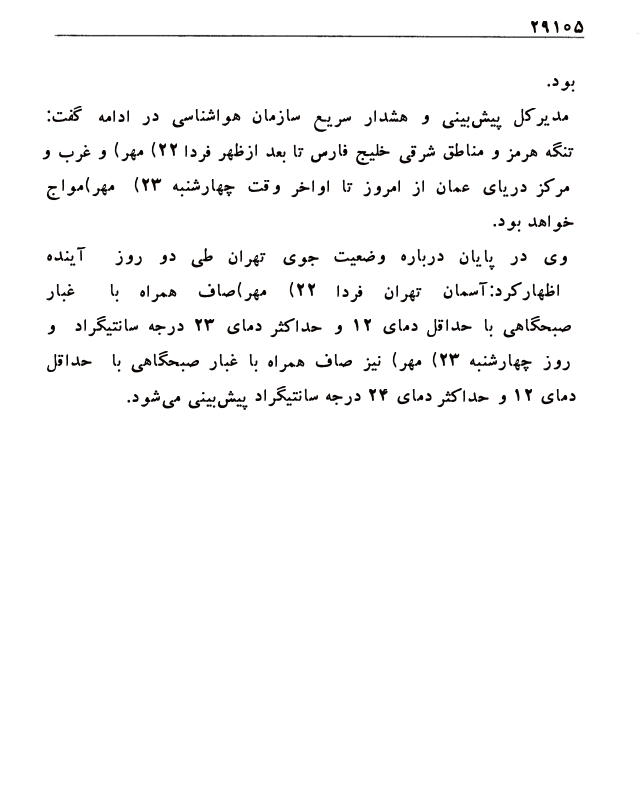 ۲۹۱۰۵
بود.
مدیرکل پیش‌بینی و هشدار سریع سازمان هواشناسی در ادامه گفت:
تنگه هرمز و مناطق شرقی خلیج فارس تا بعد ازظهر فردا ۲۲) مهر) و غرب و
مرکز دریای عمان از امروز تا اواخر وقت چهارشنبه ۲۳) مهر)مواج
خواهد بود.
وی در پایان درباره وضعیت جوی تهران طی دو روز آینده
اظهارکرد:آسمان تهران فردا ۲۲) مهر)صاف همراه با غبار
صبحگاهی با حداقل دمای ۱۲ و حداکثر دمای ۲۳ درجه سانتیگراد و
روز چهارشنبه ۲۳) مهر) نیز صاف همراه با غبار صبحگاهی با حداقل
دمای ۱۲ و حداکثر دمای ۲۴ درجه سانتیگراد پیش‌بینی می‌شود.